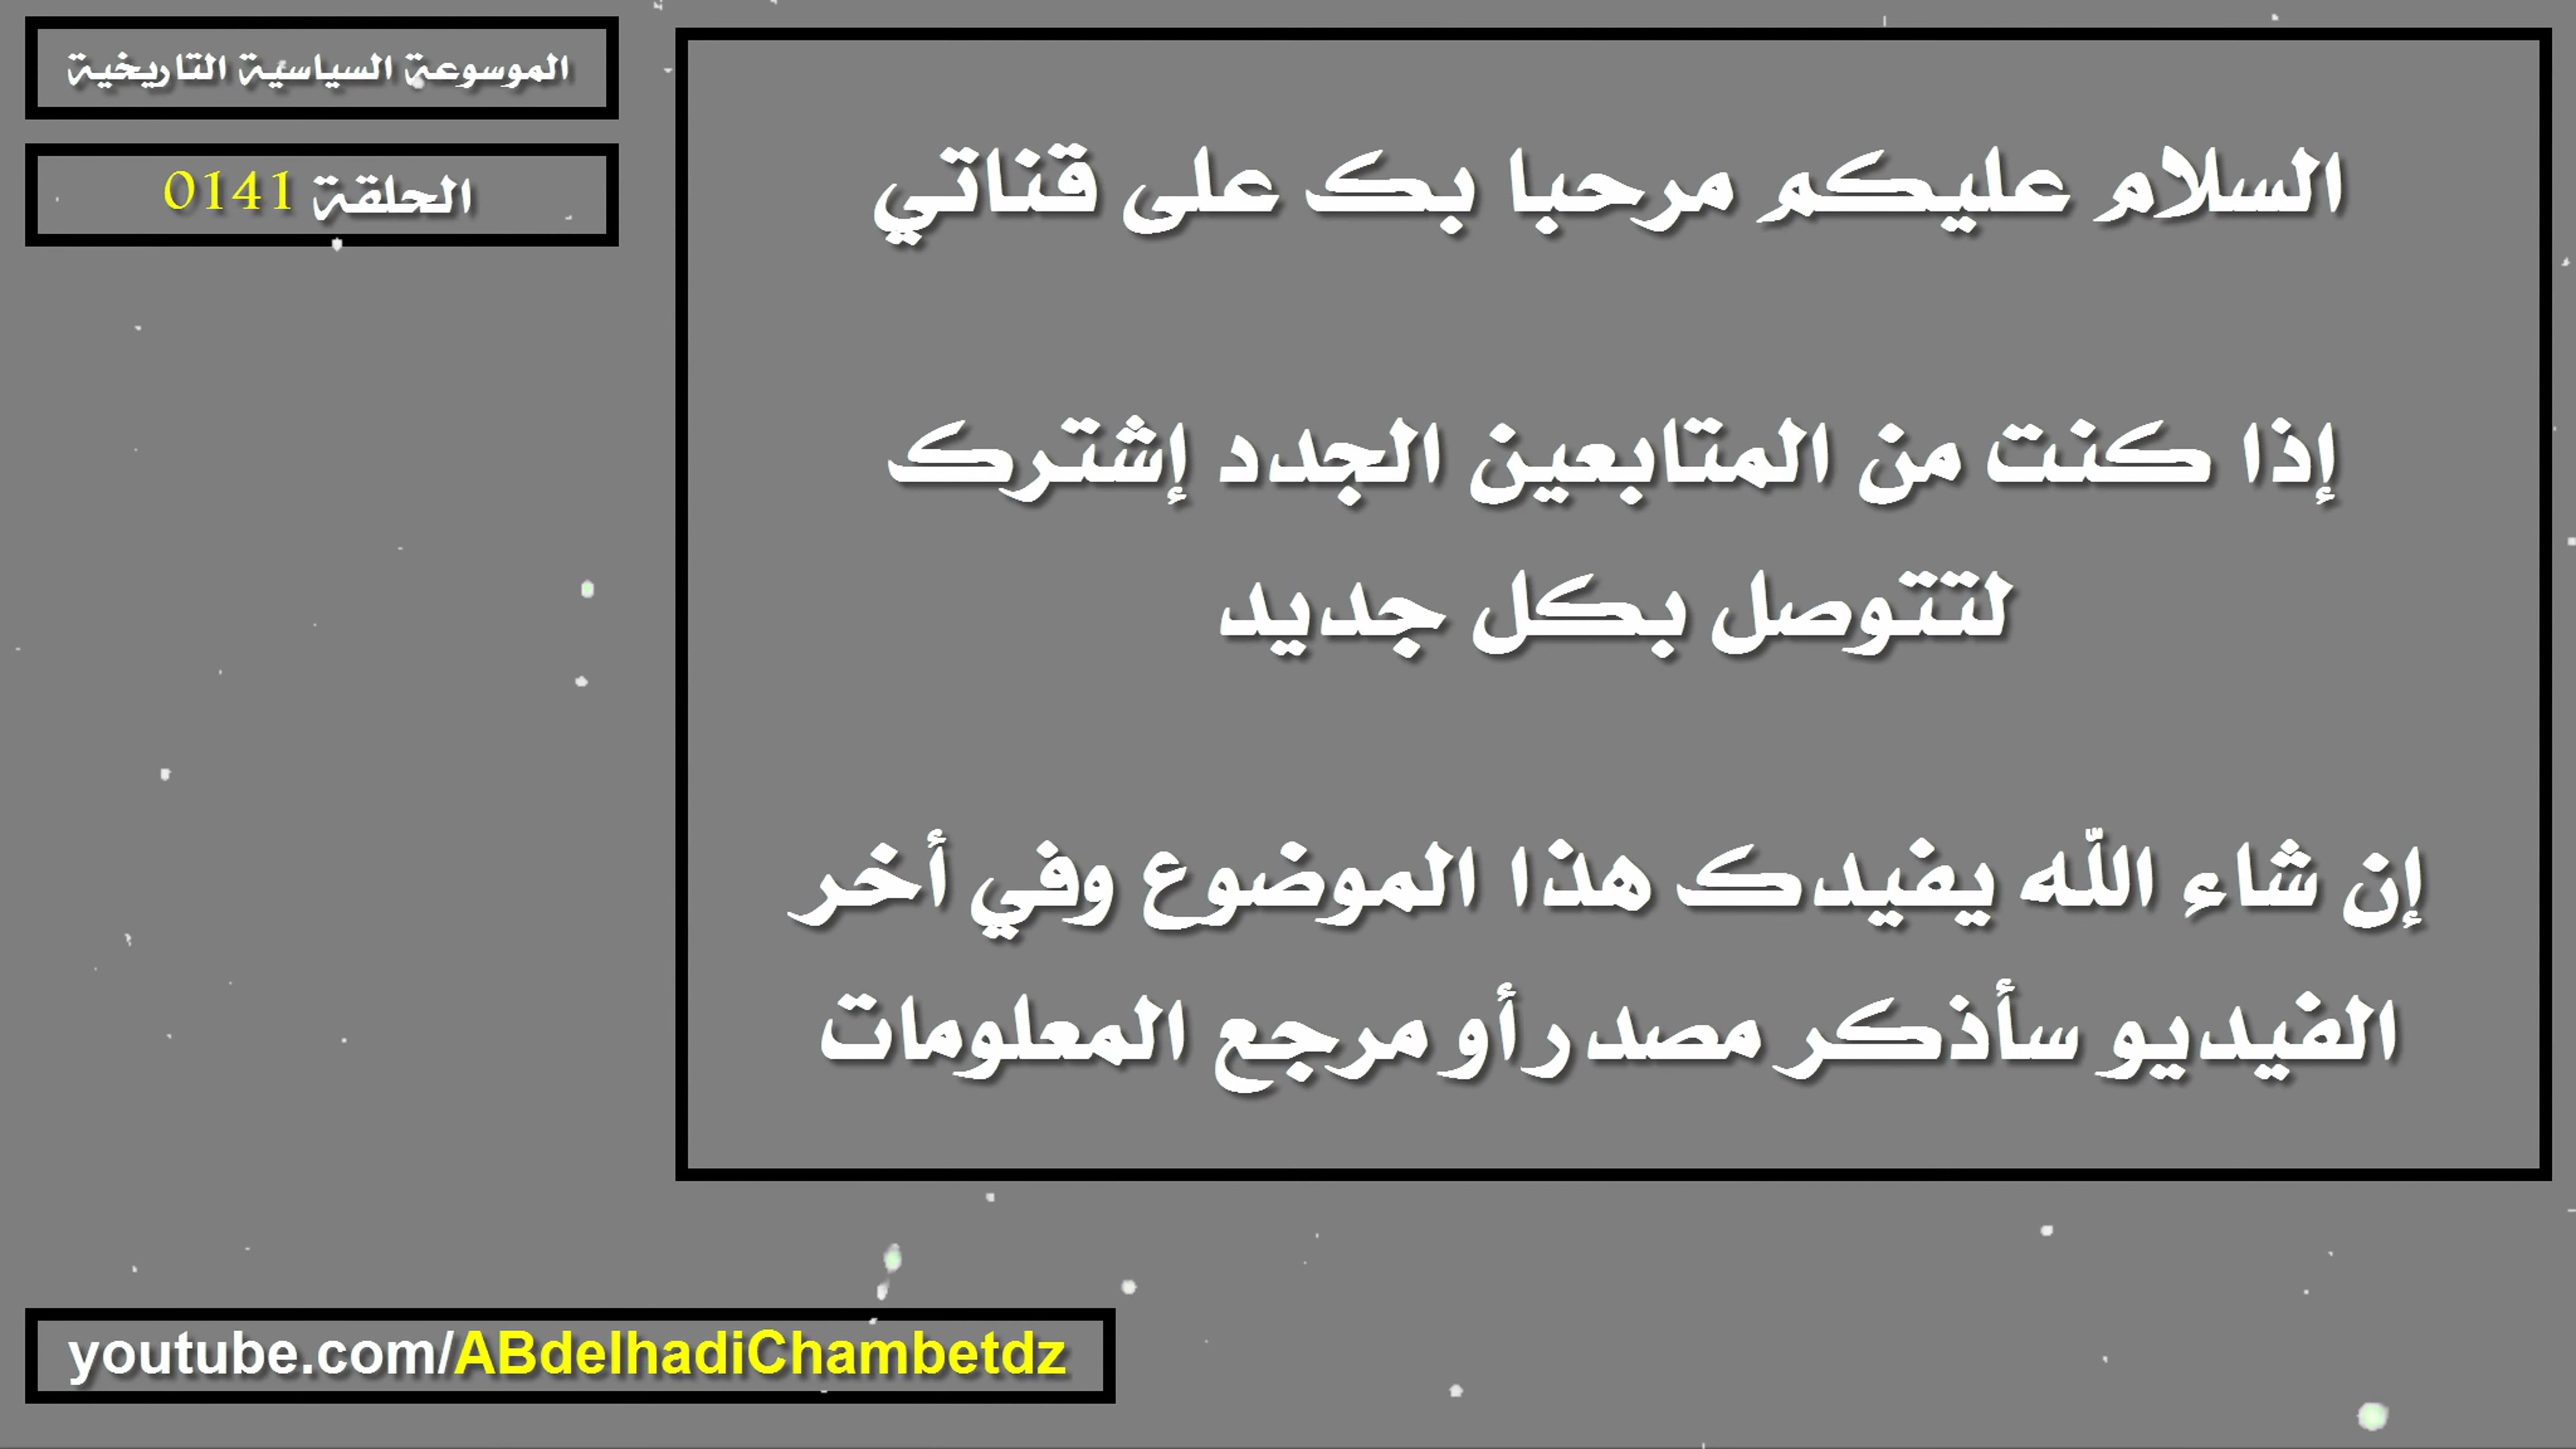 الموسوعة السياسية التاريخية
الحلقة 0141
السلام عليكم مرحبا بك على قناتي
إذا كنت من المتابعين الجدد إشترك
لتتوصل بكل جديد
إن شاء الله يفيدك هذا الموضوع وفي أخر
الفيديو سأذكر مصدر أو مرجع المعلومات
youtube.com/ABdelhadiChambetdz